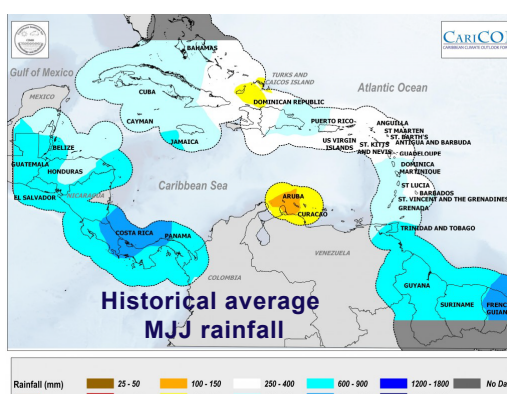 CARICO
CARIBBEAN CLIMATE OUTLOOK FOR
BAHAMAS
Gulf of Mexico
TURKS AND
CAICOS ISLAND
Atlantic Ocean
MEXICO
CUBA
DOMINICAN REPUBLIC
CAYMAN
PUERTO RICO
ANGUILLA
ST MAARTEN
ST. BARTH'S
JAMAICA
US VIRGIN
ISLANDS
ST. KITTS
AND NEVIS
ANTIGUA AND BARBUDA
BELIZE
GUADELOUPE
GUATEMALA
DOMINICA
HONDURAS
MARTINIQUE
Caribbean Sea
ST LUCIA
NICARAGUA
ARUBA
BARBADOS
EL SALVADOR
ST. VINCENT AND THE GRENADINES
CURACAO
GRENADA
COSTA RICA
PANAMA
TRINIDAD AND TOBAGO
VENEZUELA
COLOMBIA
GUYANA
SURINAME
FRENC
GUIAN
Historical average
MJJ rainfall
Rainfall (mm) 25 - 50 100 - 150 250 - 400 600 - 900 1200 - 1800 No Da